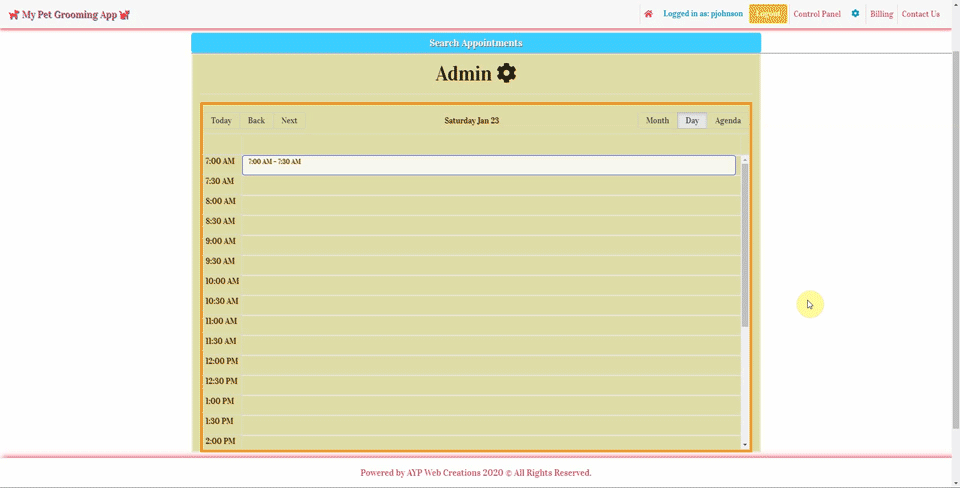 My Pet Grooming App
Logged in as: pjohnson
Logout
Control Panel
Billing
Contact Us
Search Appointments
Admin
Today
Back
Next
Saturday Jan 23
Month
Day
Agenda
7:00 AM
7:00 AM - 7:30 AM
7:30 AM
8:00 AM
8:30 AM
9:00 AM
9:30 AM
10:00 AM
10:30 AM
11:00 AM
11:30 AM
12:00 PM
12:30 PM
1:00 PM
1:30 PM
2:00 PM
Powered by AYP Web Creations 2020 © All Rights Reserved.